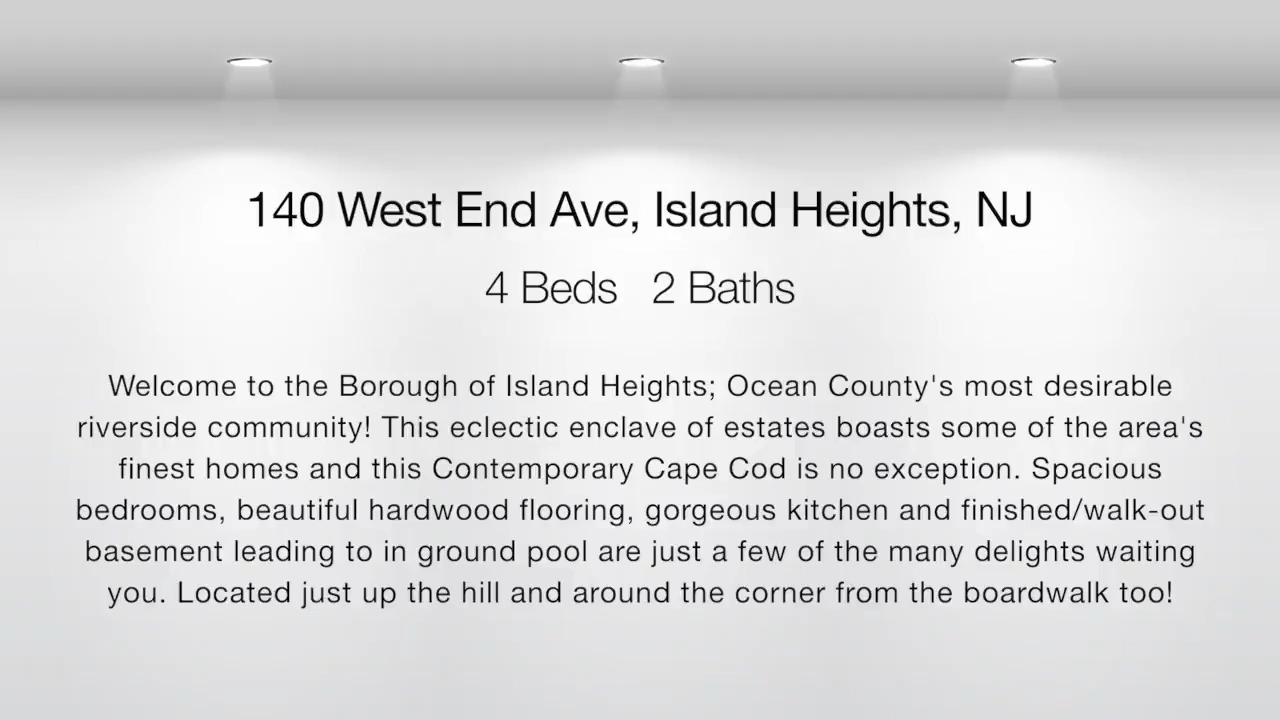 140 West End Ave, Island Heights, NJ
4 Beds 2 Baths
Welcome to the Borough of Island Heights; Ocean County's most desirable
riverside community! This eclectic enclave of estates boasts some of the area's
finest homes and this Contemporary Cape Cod is no exception. Spacious
bedrooms, beautiful hardwood flooring, gorgeous kitchen and finished/walk-out
basement leading to in ground pool are just a few of the many delights waiting
you. Located just up the hill and around the corner from the boardwalk too!